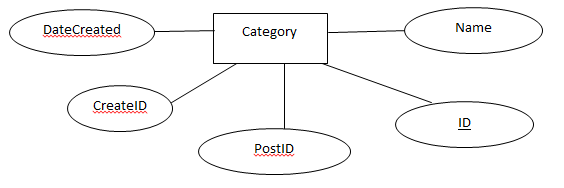 DateCreated
Category
Name
CreateID
PostID
ID